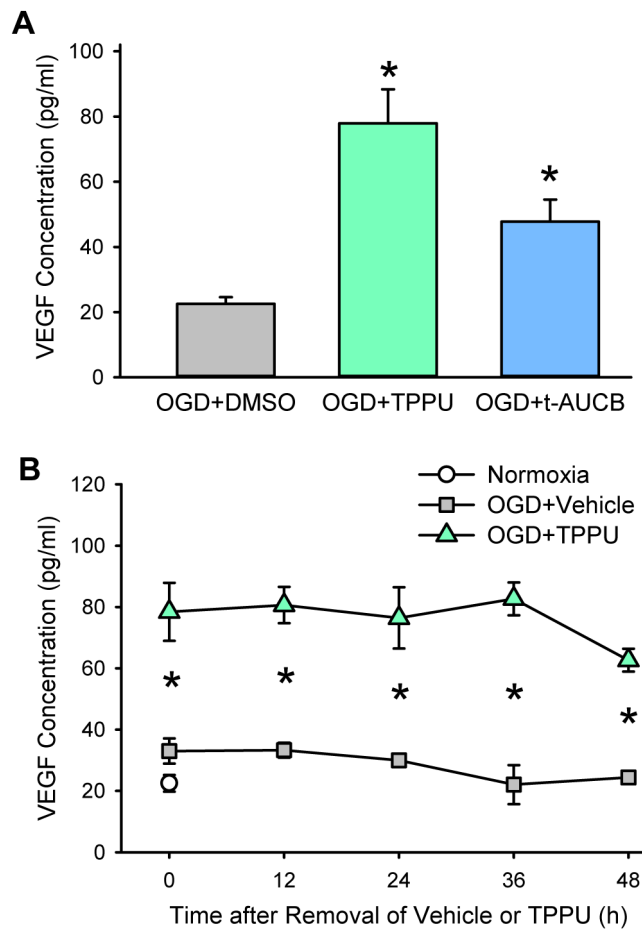 A
VEGF Concentration (pg/ml)
100
80
60
40
20
0
*
*
OGD+DMSO OGD+TPPU OGD+t-AUCB
B
VEGF Concentration (pg/ml)
120
100
80
60
40
20
0
Normoxia
OGD+Vehicle
OGD+TPPU
* * * * *
0 12 24 36 48
Time after Removal of Vehicle or TPPU (h)